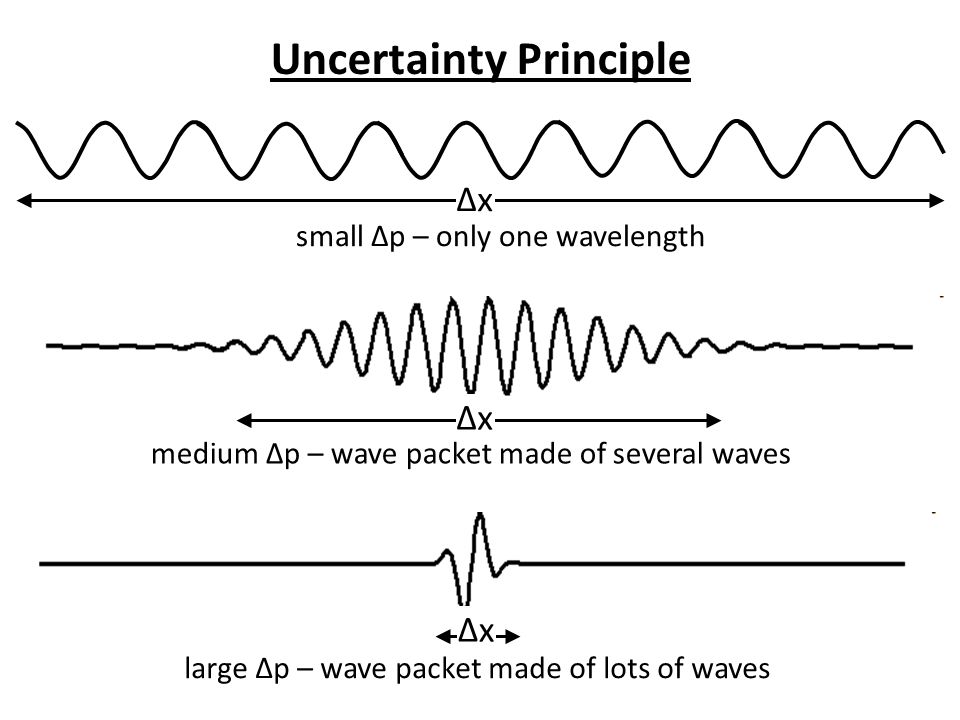 Uncertainty Principle
Δx
small Δp – only one wavelength
Δx
medium Δp – wave packet made of several waves
Δx
large Δp – wave packet made of lots of waves